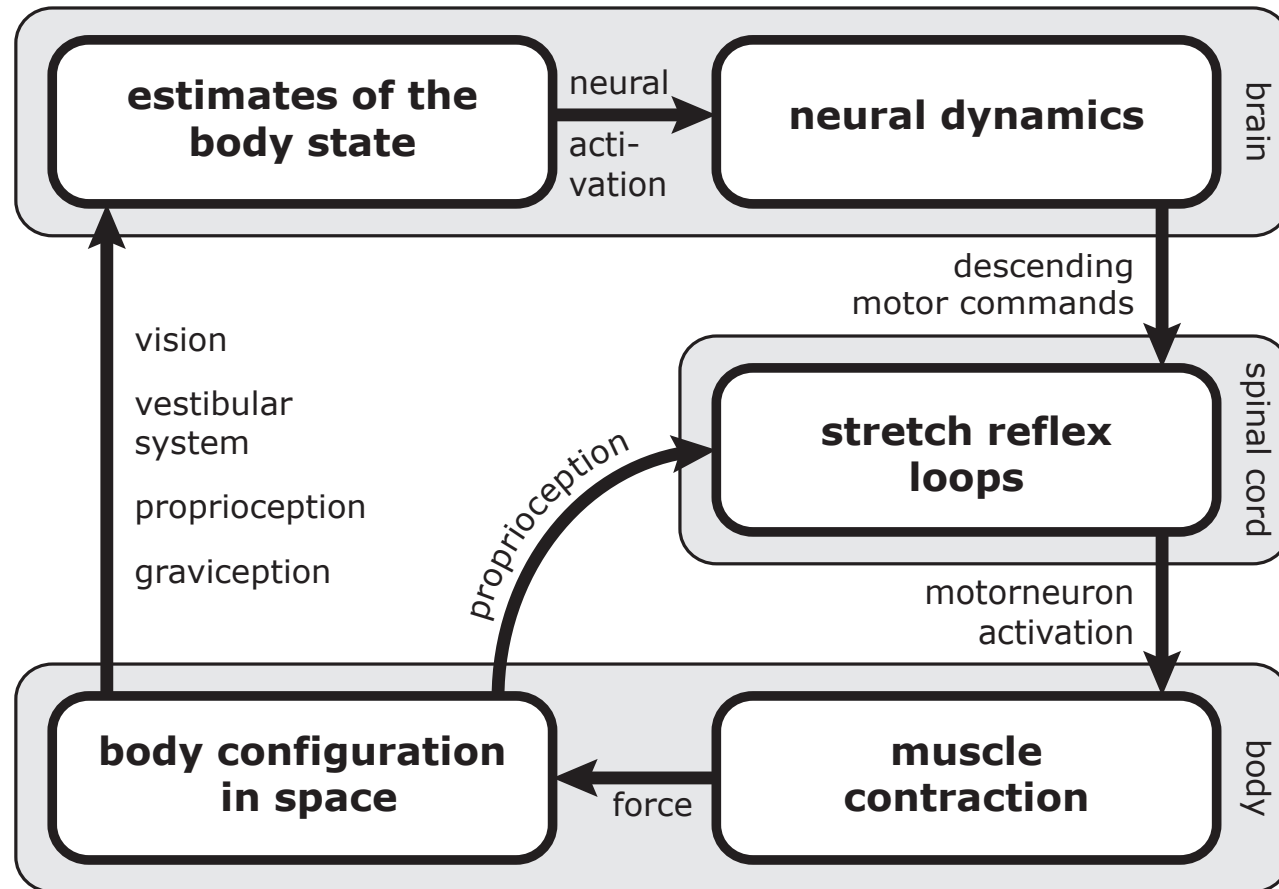 estimates of the
body state
neural
acti-
vation
neural dynamics
brain
descending
motor commands
vision
vestibular
system
proprioception
graviception
proprioception
stretch reflex
loops
spinal cord
motorneuron
activation
body configuration
in space
force
muscle
contraction
body